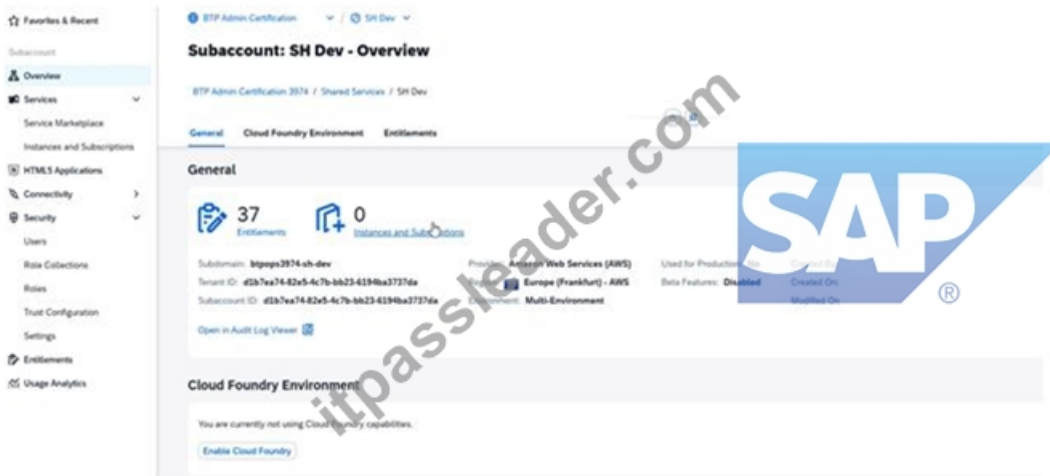 Favorites & Recent
Subaccount
Overview
Services
Service Marketplace
Instances and Subscriptions
HTML5 Applications
Connectivity
Security
Users
Role Collections
Roles
Trust Configuration
Settings
Entitlements
Usage Analytics
BTP Admin Certification / SH Dev
Subaccount: SH Dev - Overview
BTP Admin Certification 3974 / Shared Services / SH Dev
General Cloud Foundry Environment Entitlements
General
37 0
Entitlements Instances and Subscriptions
Subdomain: btpops3974-sh-dev Provider: Amazon Web Services (AWS) Used for Production: No Created By:
Tenant ID: d1b7ea74-82e5-4c7b-bb23-6194ba3737da Region: Europe (Frankfurt) - AWS Beta Features: Disabled Created On:
Subaccount ID: d1b7ea74-82e5-4c7b-bb23-6194ba3737da Environment: Multi-Environment Modified On:
Open in Audit Log Viewer
Cloud Foundry Environment
You are currently not using Cloud Foundry capabilities.
Enable Cloud Foundry
SAP
®
itpassleader.com